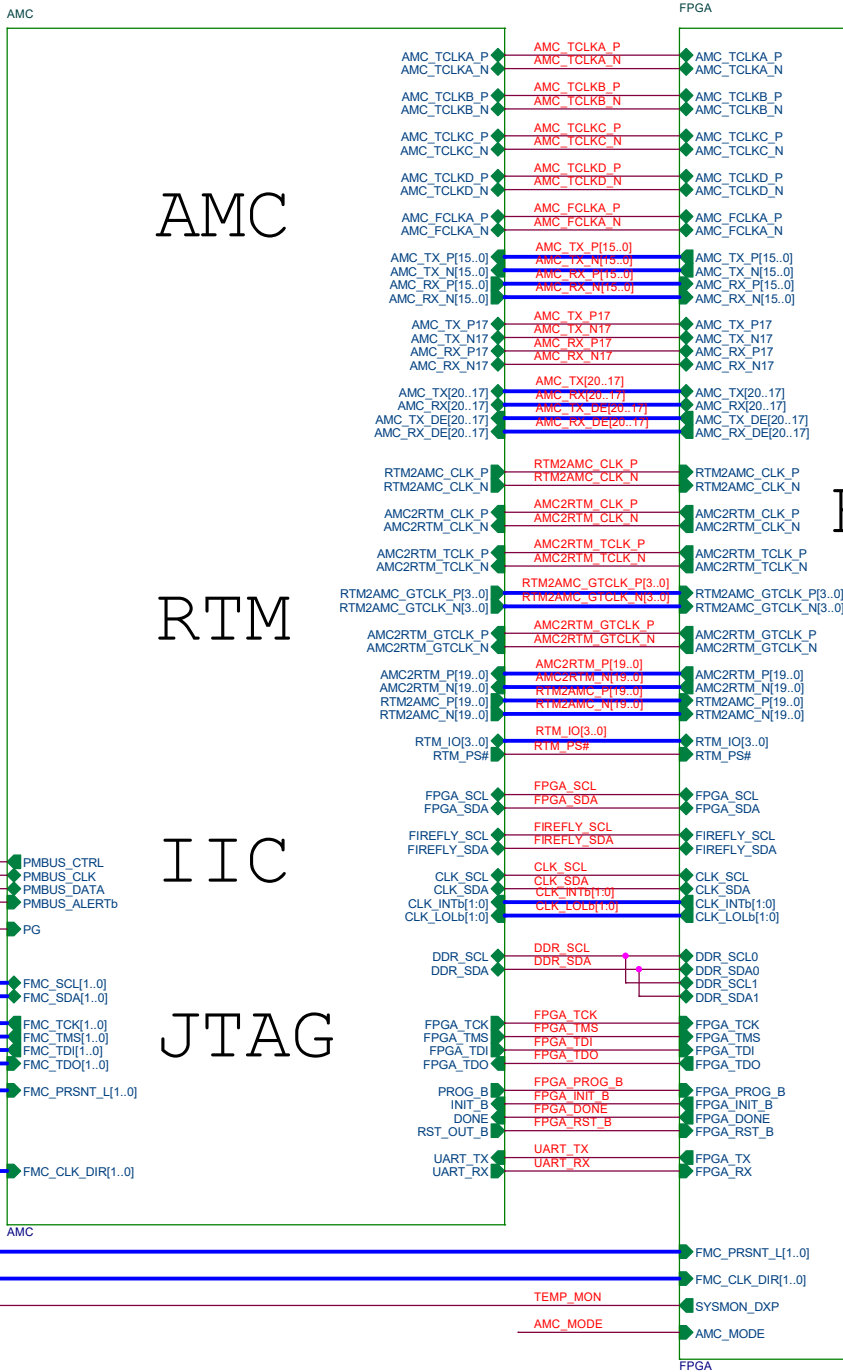 AMC FPGA
AMC_TCLKA_P AMC_TCLKA_P AMC_TCLKA_P
AMC_TCLKA_N AMC_TCLKA_N AMC_TCLKA_N
AMC_TCLKB_P AMC_TCLKB_P AMC_TCLKB_P
AMC_TCLKB_N AMC_TCLKB_N AMC_TCLKB_N
AMC_TCLKC_P AMC_TCLKC_P AMC_TCLKC_P
AMC_TCLKC_N AMC_TCLKC_N AMC_TCLKC_N
AMC_TCLKD_P AMC_TCLKD_P AMC_TCLKD_P
AMC_TCLKD_N AMC_TCLKD_N AMC_TCLKD_N
AMC
AMC_FCLKA_P AMC_FCLKA_P AMC_FCLKA_P
AMC_FCLKA_N AMC_FCLKA_N AMC_FCLKA_N
AMC_TX_P[15..0] AMC_TX_P[15..0] AMC_TX_P[15..0]
AMC_TX_N[15..0] AMC_TX_N[15..0] AMC_TX_N[15..0]
AMC_RX_P[15..0] AMC_RX_P[15..0] AMC_RX_P[15..0]
AMC_RX_N[15..0] AMC_RX_N[15..0] AMC_RX_N[15..0]
AMC_TX_P17 AMC_TX_P17 AMC_TX_P17
AMC_TX_N17 AMC_TX_N17 AMC_TX_N17
AMC_RX_P17 AMC_RX_P17 AMC_RX_P17
AMC_RX_N17 AMC_RX_N17 AMC_RX_N17
AMC_TX[20..17] AMC_TX[20..17] AMC_TX[20..17]
AMC_RX[20..17] AMC_RX[20..17] AMC_RX[20..17]
AMC_TX_DE[20..17] AMC_TX_DE[20..17] AMC_TX_DE[20..17]
AMC_RX_DE[20..17] AMC_RX_DE[20..17] AMC_RX_DE[20..17]
RTM2AMC_CLK_P RTM2AMC_CLK_P RTM2AMC_CLK_P
RTM2AMC_CLK_N RTM2AMC_CLK_N RTM2AMC_CLK_N
AMC2RTM_CLK_P AMC2RTM_CLK_P AMC2RTM_CLK_P
AMC2RTM_CLK_N AMC2RTM_CLK_N AMC2RTM_CLK_N
AMC2RTM_TCLK_P AMC2RTM_TCLK_P AMC2RTM_TCLK_P
AMC2RTM_TCLK_N AMC2RTM_TCLK_N AMC2RTM_TCLK_N
RTM2AMC_GTCLK_P[3..0] RTM2AMC_GTCLK_P[3..0] RTM2AMC_GTCLK_P[3..0]
RTM2AMC_GTCLK_N[3..0] RTM2AMC_GTCLK_N[3..0] RTM2AMC_GTCLK_N[3..0]
RTM
AMC2RTM_GTCLK_P AMC2RTM_GTCLK_P AMC2RTM_GTCLK_P
AMC2RTM_GTCLK_N AMC2RTM_GTCLK_N AMC2RTM_GTCLK_N
AMC2RTM_P[19..0] AMC2RTM_P[19..0] AMC2RTM_P[19..0]
AMC2RTM_N[19..0] AMC2RTM_N[19..0] AMC2RTM_N[19..0]
RTM2AMC_P[19..0] RTM2AMC_P[19..0] RTM2AMC_P[19..0]
RTM2AMC_N[19..0] RTM2AMC_N[19..0] RTM2AMC_N[19..0]
RTM_IO[3..0] RTM_IO[3..0] RTM_IO[3..0]
RTM_PS# RTM_PS# RTM_PS#
FPGA_SCL FPGA_SCL FPGA_SCL
FPGA_SDA FPGA_SDA FPGA_SDA
FIREFLY_SCL FIREFLY_SCL FIREFLY_SCL
FIREFLY_SDA FIREFLY_SDA FIREFLY_SDA
IIC
PMBUS_CTRL
PMBUS_CLK CLK_SCL CLK_SCL CLK_SCL
PMBUS_DATA CLK_SDA CLK_SDA CLK_SDA
PMBUS_ALERTb CLK_INTb[1:0] CLK_INTb[1:0] CLK_INTb[1:0]
CLK_LOLb[1:0] CLK_LOLb[1:0] CLK_LOLb[1:0]
PG
DDR_SCL DDR_SCL DDR_SCL0
DDR_SDA DDR_SDA DDR_SDA0
FMC_SCL[1..0] DDR_SCL1
FMC_SDA[1..0] DDR_SDA1
JTAG
FMC_TCK[1..0] FPGA_TCK FPGA_TCK FPGA_TCK
FMC_TMS[1..0] FPGA_TMS FPGA_TMS FPGA_TMS
FMC_TDI[1..0] FPGA_TDI FPGA_TDI FPGA_TDI
FMC_TDO[1..0] FPGA_TDO FPGA_TDO FPGA_TDO
FMC_PRSNT_L[1..0] PROG_B FPGA_PROG_B FPGA_PROG_B
INIT_B FPGA_INIT_B FPGA_INIT_B
DONE FPGA_DONE FPGA_DONE
RST_OUT_B FPGA_RST_B FPGA_RST_B
UART_TX UART_TX FPGA_TX
FMC_CLK_DIR[1..0] UART_RX UART_RX FPGA_RX
AMC
FMC_PRSNT_L[1..0]
FMC_CLK_DIR[1..0]
TEMP_MON SYSMON_DXP
AMC_MODE AMC_MODE
FPGA